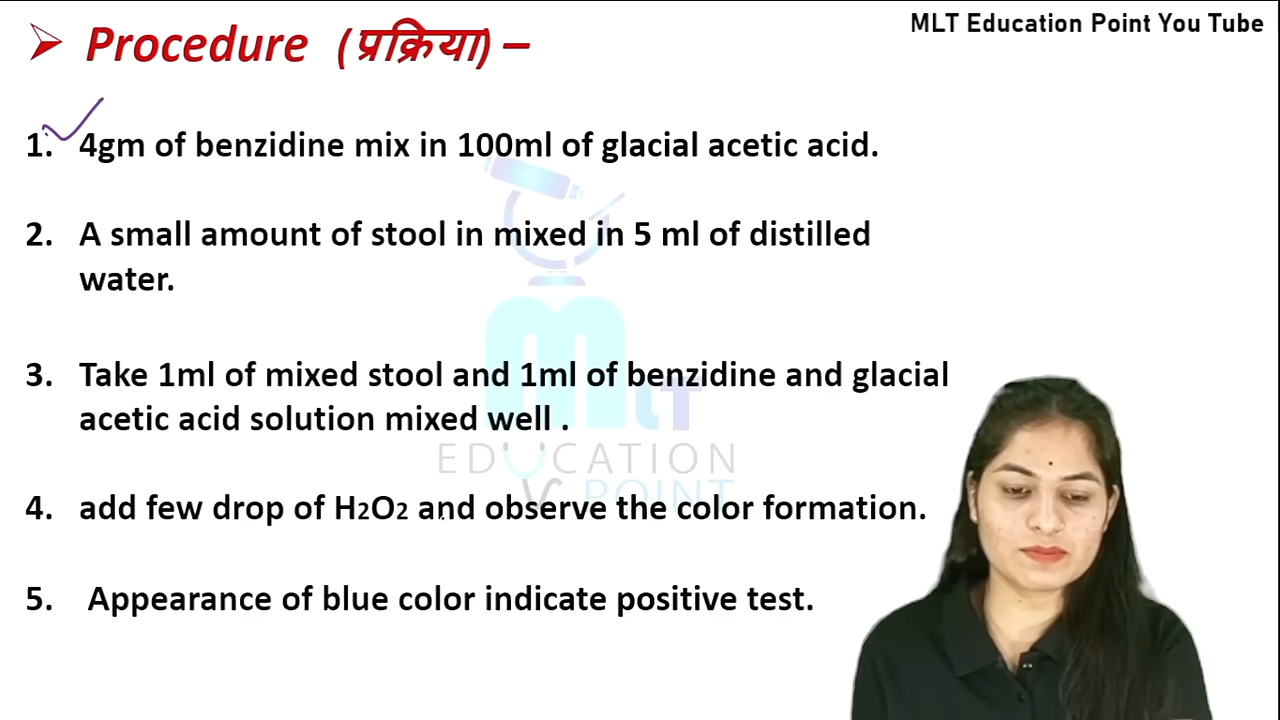 MLT Education Point You Tube
➢ Procedure (प्रक्रिया) –
1. 4gm of benzidine mix in 100ml of glacial acetic acid.
2. A small amount of stool in mixed in 5 ml of distilled
water.
3. Take 1ml of mixed stool and 1ml of benzidine and glacial
acetic acid solution mixed well .
4. add few drop of H₂O₂ and observe the color formation.
5. Appearance of blue color indicate positive test.
MLT
EDUCATION
POINT